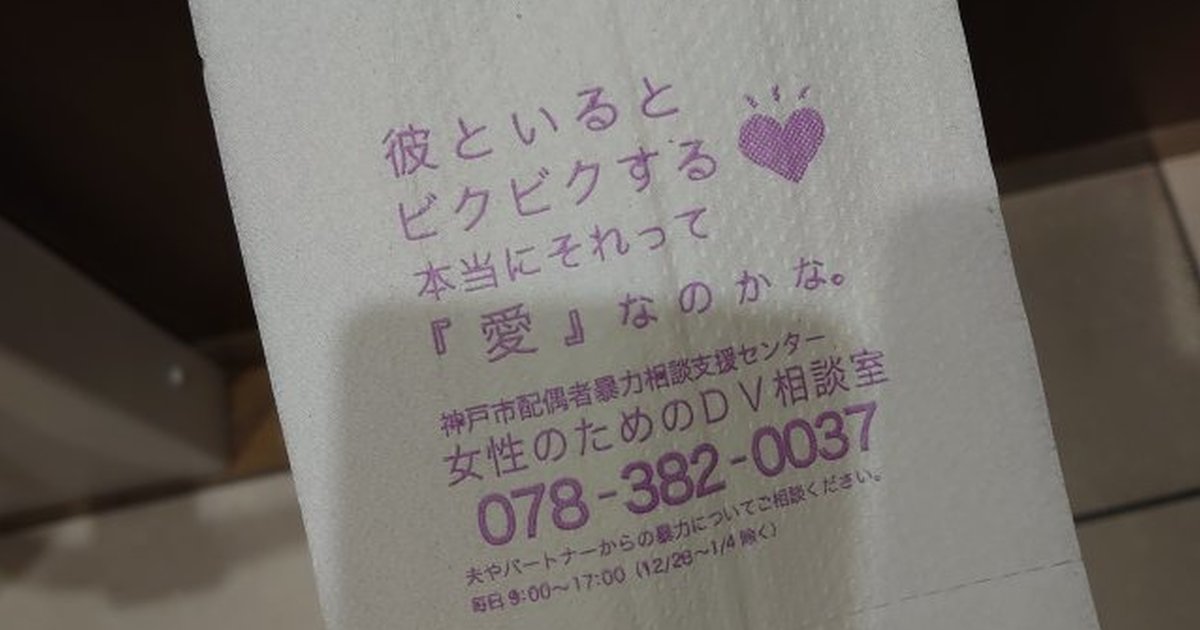 彼といると
ビクビクする
本当にそれって
『愛』なのかな。
神戸市配偶者暴力相談支援センター
女性のためのDV相談室
078-382-0037
夫やパートナーからの暴力についてご相談ください。
毎日9:00～17:00（12/28～1/4除く）